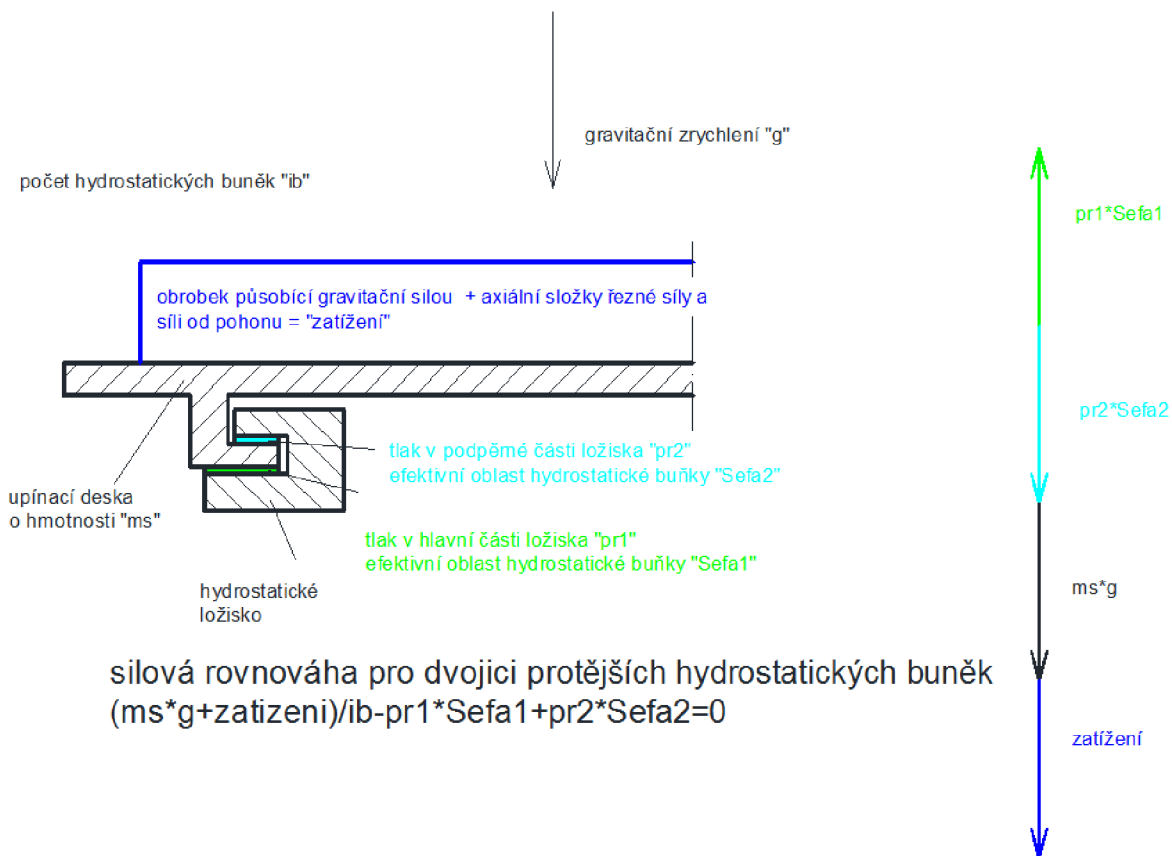 gravitační zrychlení "g"
počet hydrostatických buněk "ib"
pr1*Sefa1
obrobek působící gravitační silou + axiální složky řezné síly a
síli od pohonu = "zatížení"
pr2*Sefa2
tlak v podpěrné části ložiska "pr2"
efektivní oblast hydrostatické buňky "Sefa2"
upínací deska
o hmotnosti "ms"
tlak v hlavní části ložiska "pr1"
efektivní oblast hydrostatické buňky "Sefa1"
hydrostatické
ložisko
ms*g
silová rovnováha pro dvojici protějších hydrostatických buněk
(ms*g+zatizeni)/ib-pr1*Sefa1+pr2*Sefa2=0
zatížení